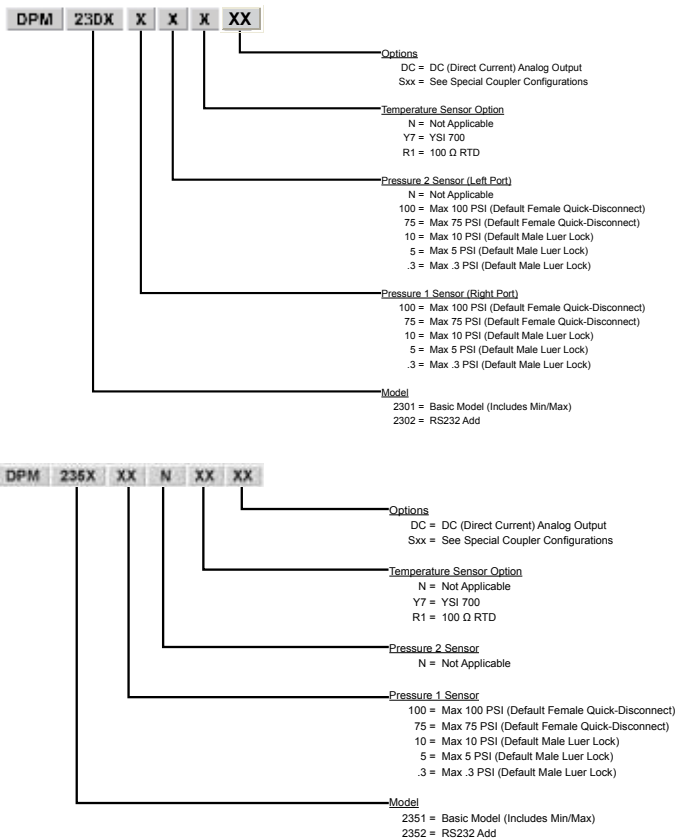 DPM 23DX X X X XX
Options
DC = DC (Direct Current) Analog Output
Sxx = See Special Coupler Configurations
Temperature Sensor Option
N = Not Applicable
Y7 = YSI 700
R1 = 100 Ω RTD
Pressure 2 Sensor (Left Port)
N = Not Applicable
100 = Max 100 PSI (Default Female Quick-Disconnect)
75 = Max 75 PSI (Default Female Quick-Disconnect)
10 = Max 10 PSI (Default Male Luer Lock)
5 = Max 5 PSI (Default Male Luer Lock)
.3 = Max .3 PSI (Default Male Luer Lock)
Pressure 1 Sensor (Right Port)
100 = Max 100 PSI (Default Female Quick-Disconnect)
75 = Max 75 PSI (Default Female Quick-Disconnect)
10 = Max 10 PSI (Default Male Luer Lock)
5 = Max 5 PSI (Default Male Luer Lock)
.3 = Max .3 PSI (Default Male Luer Lock)
Model
2301 = Basic Model (Includes Min/Max)
2302 = RS232 Add
DPM 235X XX N XX XX
Options
DC = DC (Direct Current) Analog Output
Sxx = See Special Coupler Configurations
Temperature Sensor Option
N = Not Applicable
Y7 = YSI 700
R1 = 100 Ω RTD
Pressure 2 Sensor
N = Not Applicable
Pressure 1 Sensor
100 = Max 100 PSI (Default Female Quick-Disconnect)
75 = Max 75 PSI (Default Female Quick-Disconnect)
10 = Max 10 PSI (Default Male Luer Lock)
5 = Max 5 PSI (Default Male Luer Lock)
.3 = Max .3 PSI (Default Male Luer Lock)
Model
2351 = Basic Model (Includes Min/Max)
2352 = RS232 Add